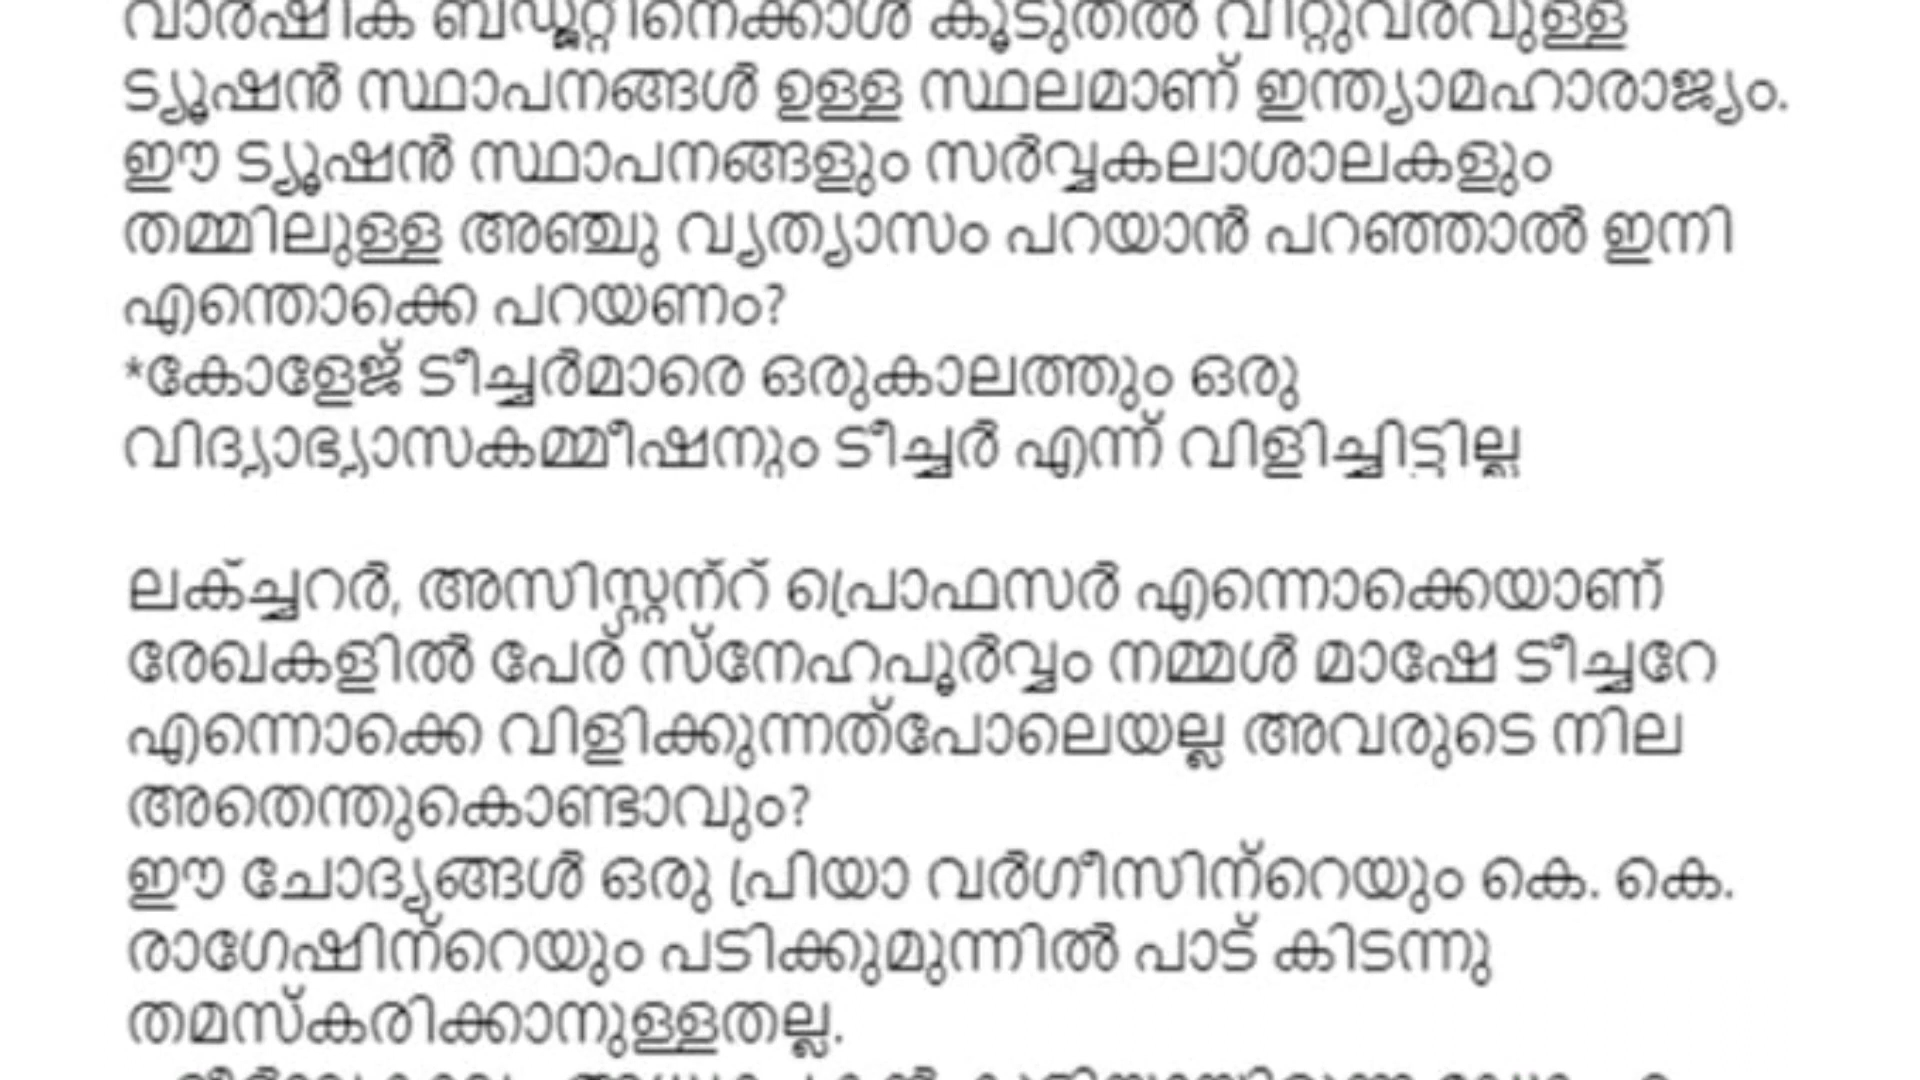 വാർഷിക ബഡ്ജറ്റിനെക്കാൾ കൂടുതൽ വിറ്റുവരവുള്ള
ട്യൂഷൻ സ്ഥാപനങ്ങൾ ഉള്ള സ്ഥലമാണ് ഇന്ത്യാമഹാരാജ്യം.
ഈ ട്യൂഷൻ സ്ഥാപനങ്ങളും സർവ്വകലാശാലകളും
തമ്മിലുള്ള അഞ്ചു വ്യത്യാസം പറയാൻ പറഞ്ഞാൽ ഇനി
എന്തൊക്കെ പറയണം?
*കോളേജ് ടീച്ചർമാരെ ഒരുകാലത്തും ഒരു
വിദ്യാഭ്യാസകമ്മീഷനും ടീച്ചർ എന്ന് വിളിച്ചിട്ടില്ല
ലക്ച്ചറർ, അസിസ്റ്റന്റ് പ്രൊഫസർ എന്നൊക്കെയാണ്
രേഖകളിൽ പേര് സ്നേഹപൂർവ്വം നമ്മൾ മാഷേ ടീച്ചറേ
എന്നൊക്കെ വിളിക്കുന്നത്പോലെയല്ല അവരുടെ നില
അതെന്തുകൊണ്ടാവും?
ഈ ചോദ്യങ്ങൾ ഒരു പ്രിയാ വർഗീസിന്റെയും കെ. കെ.
രാഗേഷിന്റെയും പടിക്കുമുന്നിൽ പാട് കിടന്നു
തമസ്കരിക്കാനുള്ളതല്ല.